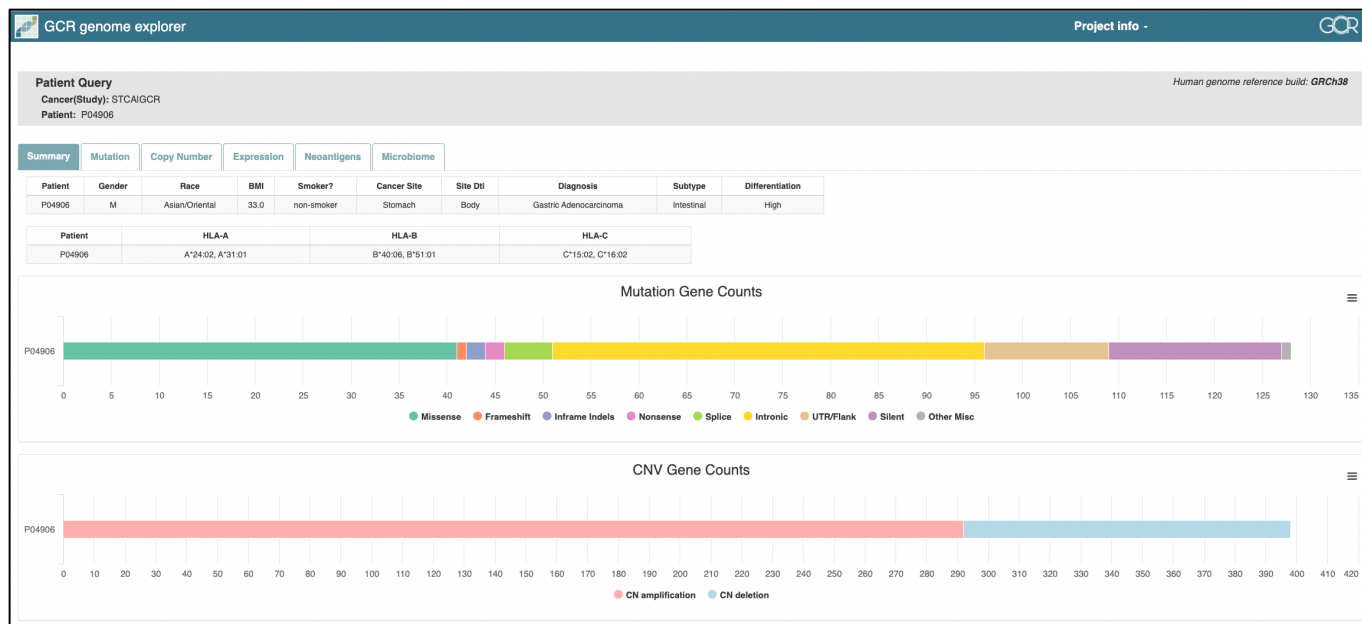 GCR genome explorer
Project info -
GCR
Patient Query
Human genome reference build: GRCh38
Cancer(Study): STCA|GCR
Patient: P04906
Summary Mutation Copy Number Expression Neoantigens Microbiome
Patient Gender Race BMI Smoker? Cancer Site Site Dtl Diagnosis Subtype Differentiation
P04906 M Asian/Oriental 33.0 non-smoker Stomach Body Gastric Adenocarcinoma Intestinal High
Patient HLA-A HLA-B HLA-C
P04906 A*24:02, A*31:01 B*40:06, B*51:01 C*15:02, C*16:02
Mutation Gene Counts
P04906
0 5 10 15 20 25 30 35 40 45 50 55 60 65 70 75 80 85 90 95 100 105 110 115 120 125 130 135
Missense Frameshift Inframe Indels Nonsense Splice Intronic UTR/Flank Silent Other Misc
CNV Gene Counts
P04906
0 10 20 30 40 50 60 70 80 90 100 110 120 130 140 150 160 170 180 190 200 210 220 230 240 250 260 270 280 290 300 310 320 330 340 350 360 370 380 390 400 410 420
CN amplification CN deletion